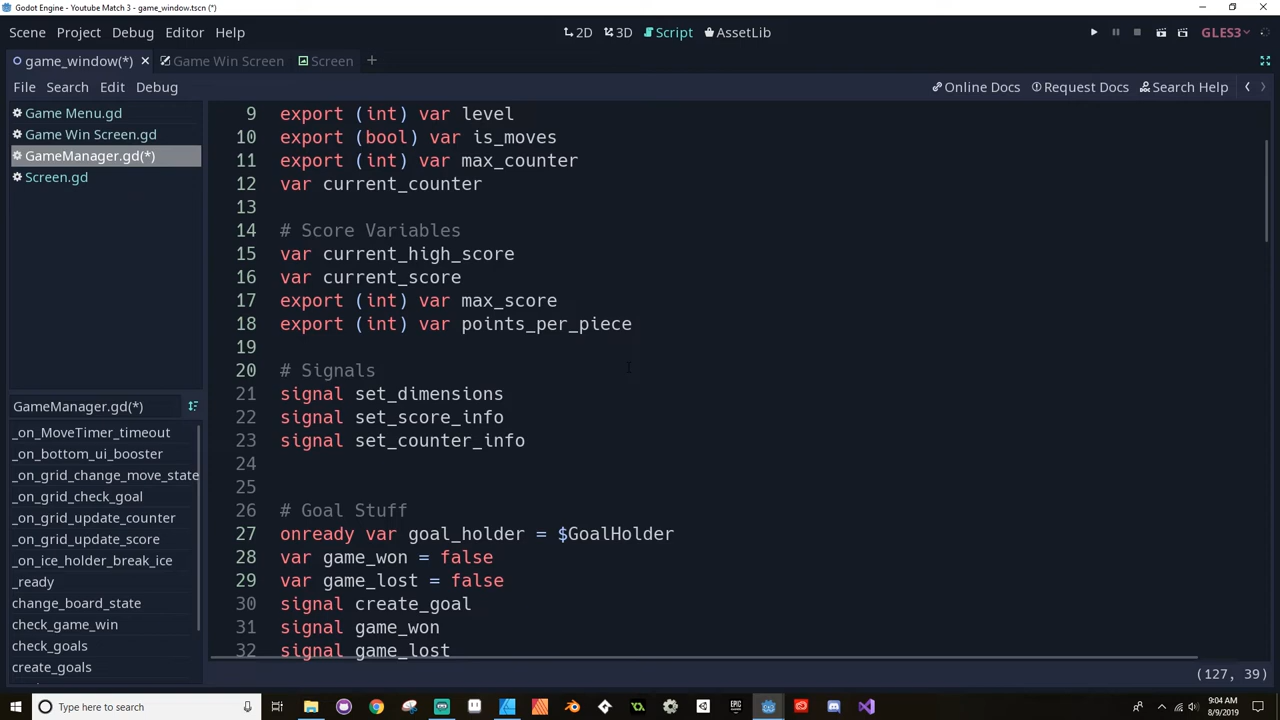 Godot Engine - Youtube Match 3 - game_window.tscn (*)
Scene Project Debug Editor Help
2D 3D Script AssetLib
GLES3
game_window(*) Game Win Screen Screen
File Search Edit Debug
Online Docs Request Docs Search Help
Game Menu.gd
Game Win Screen.gd
GameManager.gd(*)
Screen.gd
GameManager.gd(*)
_on_MoveTimer_timeout
_on_bottom_ui_booster
_on_grid_change_move_state
_on_grid_check_goal
_on_grid_update_counter
_on_grid_update_score
_on_ice_holder_break_ice
_ready
change_board_state
check_game_win
check_goals
create_goals
9 export (int) var level
10 export (bool) var is_moves
11 export (int) var max_counter
12 var current_counter
13
14 # Score Variables
15 var current_high_score
16 var current_score
17 export (int) var max_score
18 export (int) var points_per_piece
19
20 # Signals
21 signal set_dimensions
22 signal set_score_info
23 signal set_counter_info
24
25
26 # Goal Stuff
27 onready var goal_holder = $GoalHolder
28 var game_won = false
29 var game_lost = false
30 signal create_goal
31 signal game_won
32 signal game_lost
(127, 39)
Type here to search
9:04 AM
8/9/2019